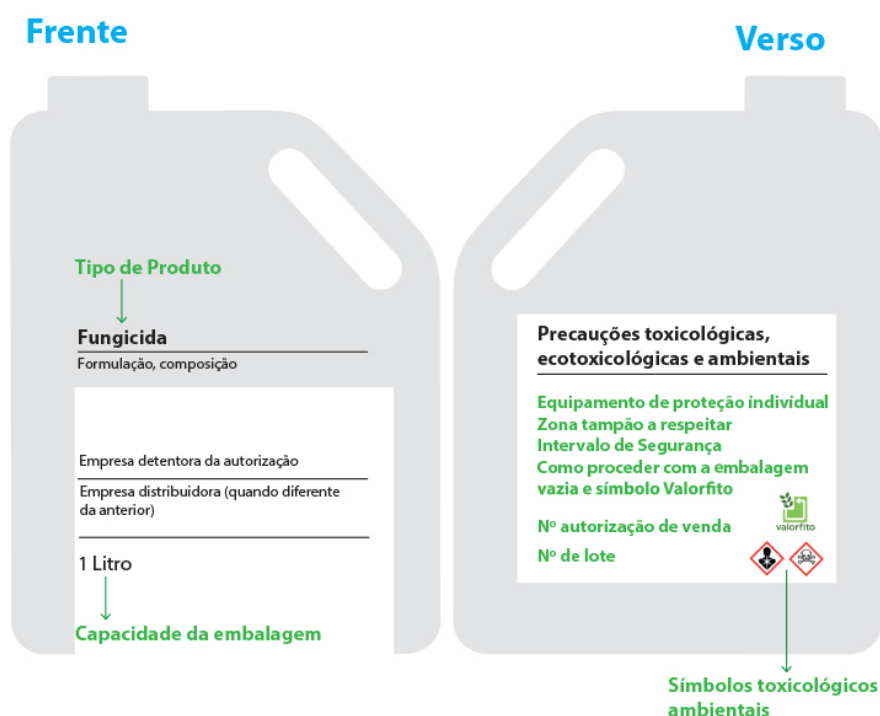 Frente
Verso
Tipo de Produto
Fungicida
Formulação, composição
Empresa detentora da autorização
Empresa distribuidora (quando diferente
da anterior)
1 Litro
Capacidade da embalagem
Precauções toxicológicas,
ecotoxicológicas e ambientais
Equipamento de proteção indívidual
Zona tampão a respeitar
Intervalo de Segurança
Como proceder com a embalagem
vazia e símbolo Valorfito
valorfito
Nº autorização de venda
Nº de lote
Símbolos toxicológicos
ambientais